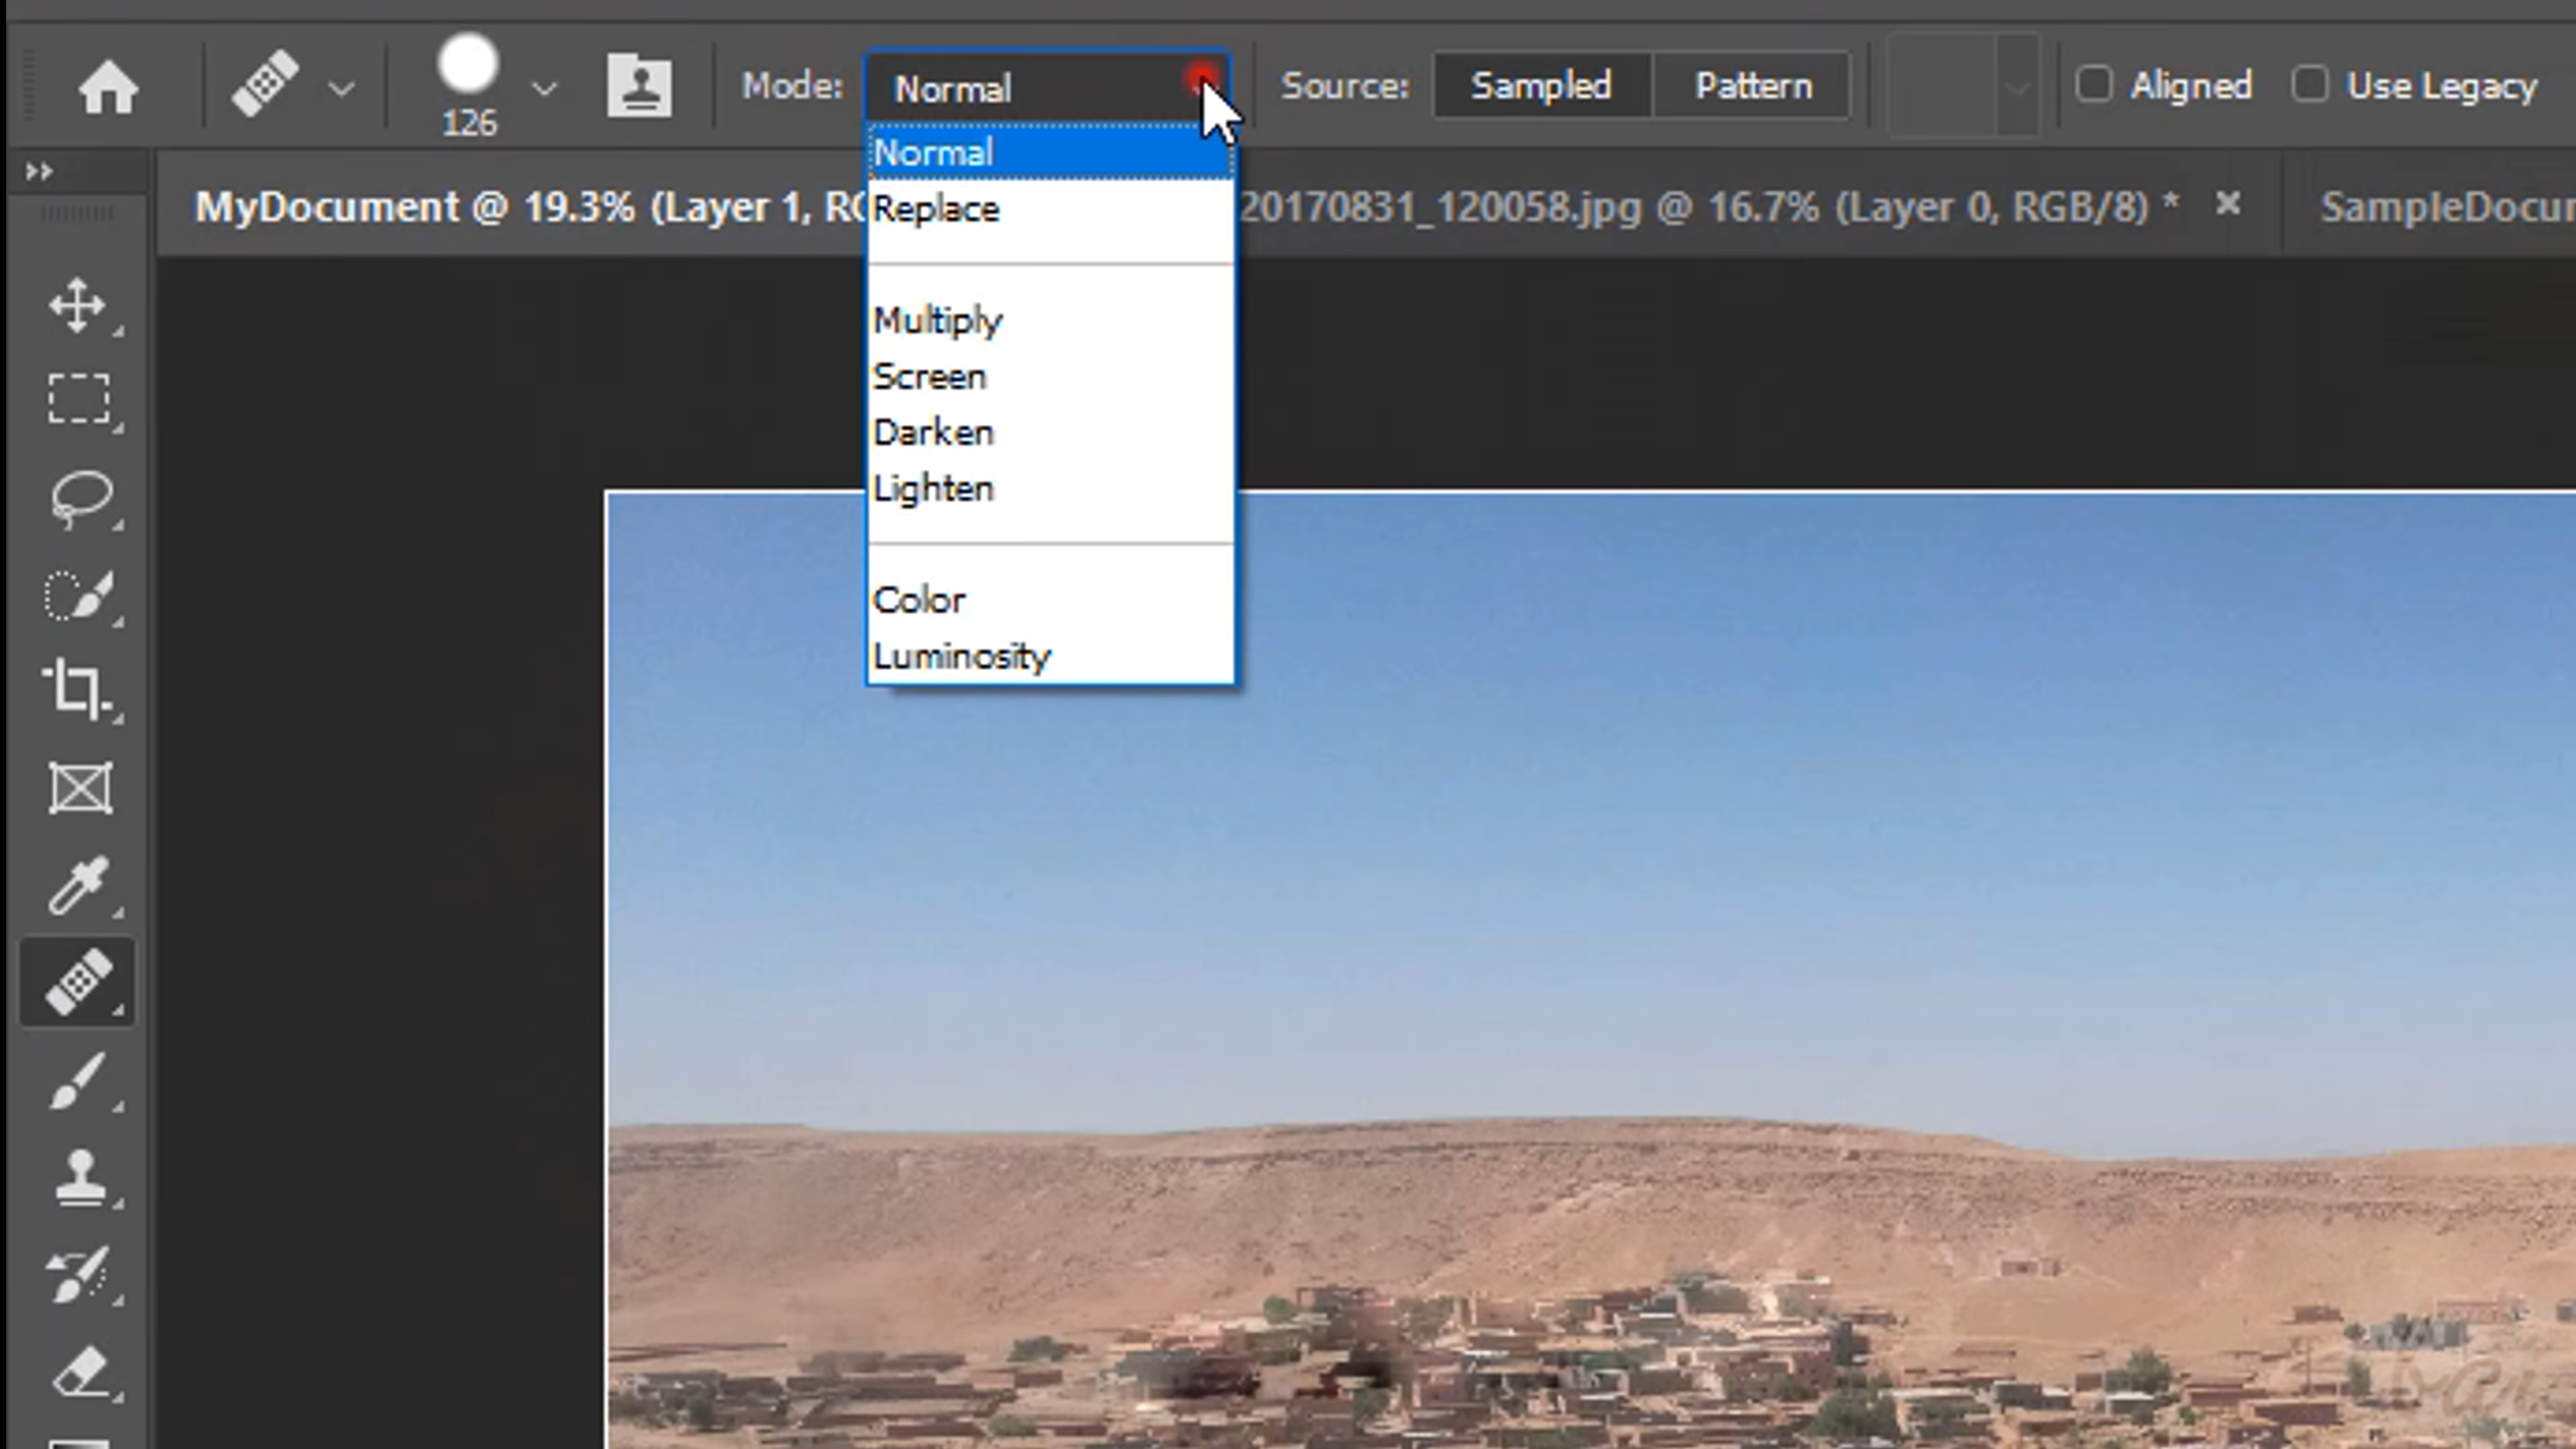 Mode: Normal Source: Sampled Pattern Aligned Use Legacy
126
Normal
MyDocument @ 19.3% (Layer 1, 20170831_120058.jpg @ 16.7% (Layer 0, RGB/8) *
Replace
Multiply
Screen
Darken
Lighten
Color
Luminosity